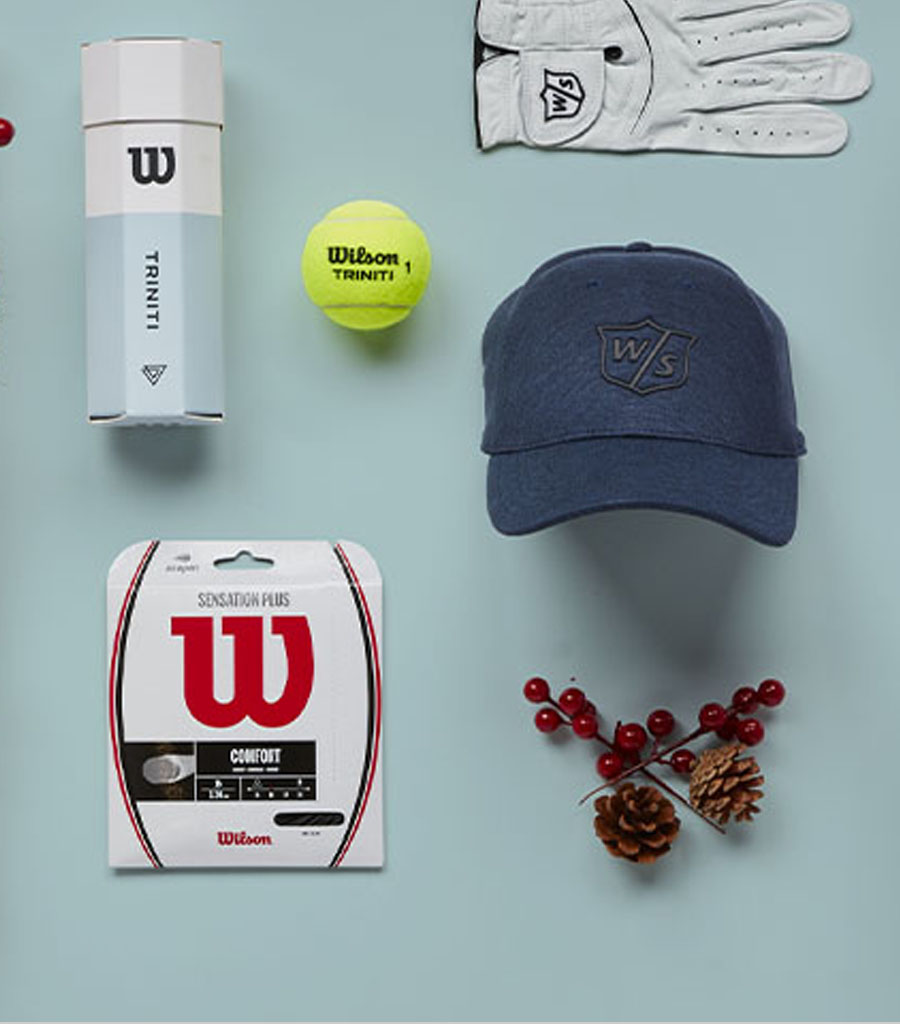 W/S
W
TRINITI
Wilson
TRINITI 1
W/S
SENSATION PLUS
W
COMFORT
Wilson